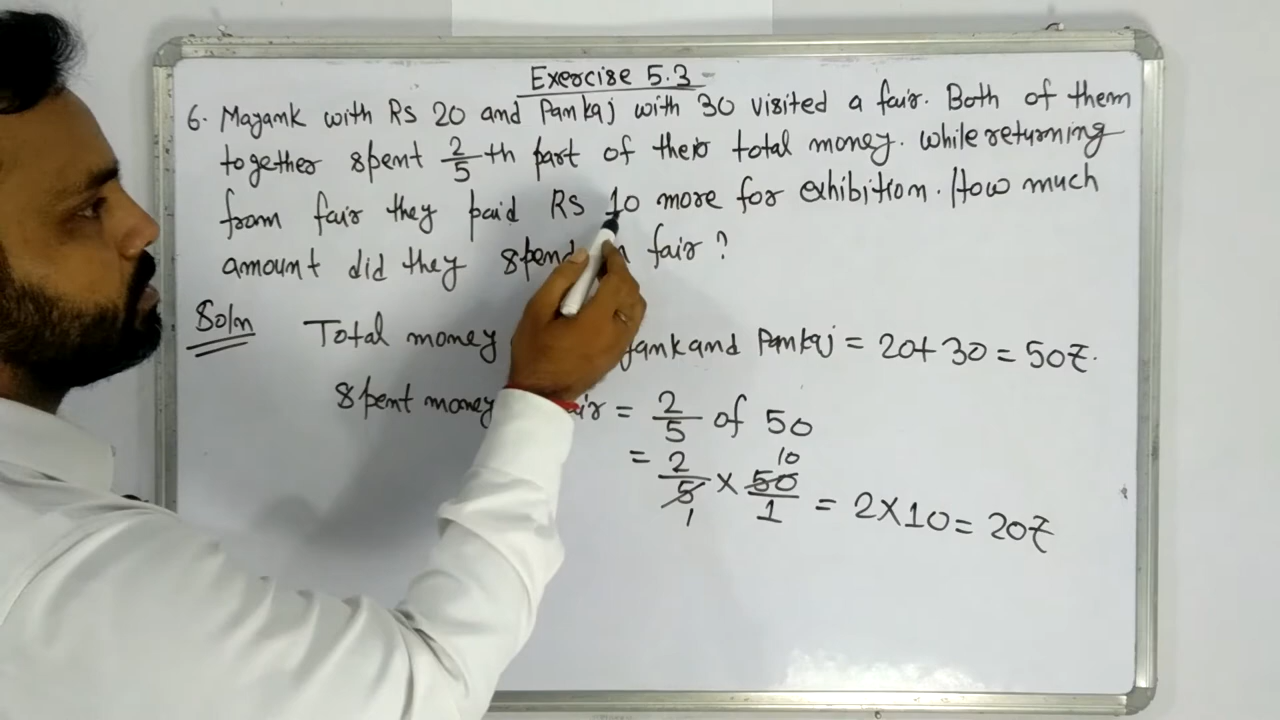 Exercise 5.3
6. Mayank with Rs 20 and Pankaj with 30 visited a fair. Both of them
together spent 2/5 th part of their total money. while returning
from fair they paid Rs 10 more for exhibition. How much
amount did they spend fair?
Soln Total money and Pankaj = 20+30 = 50₹.
Spent money = 2/5 of 50
= 2/5 × 50/1 = 2×10 = 20₹
10
1